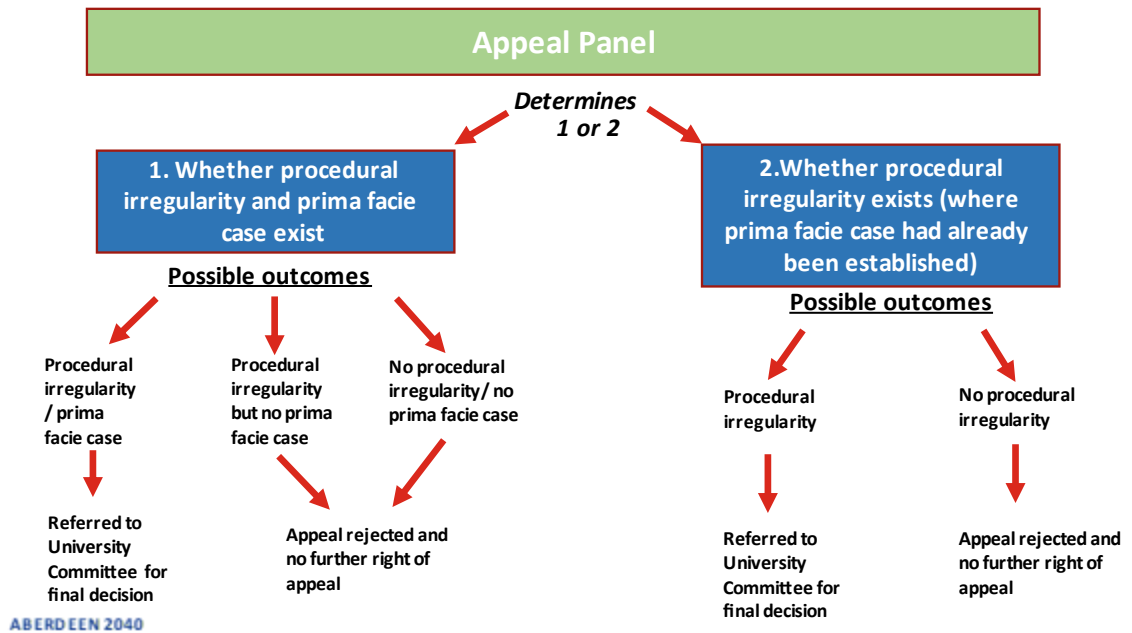 Appeal Panel
Determines
1 or 2
1. Whether procedural
irregularity and prima facie
case exist
2.Whether procedural
irregularity exists (where
prima facie case had already
been established)
Possible outcomes
Possible outcomes
Procedural
irregularity
/ prima
facie case
Procedural
irregularity
but no prima
facie case
No procedural
irregularity/ no
prima facie case
Procedural
irregularity
No procedural
irregularity
Referred to
University
Committee for
final decision
Appeal rejected and
no further right of
appeal
Referred to
University
Committee for
final decision
Appeal rejected and
no further right of
appeal
ABERDEEN 2040